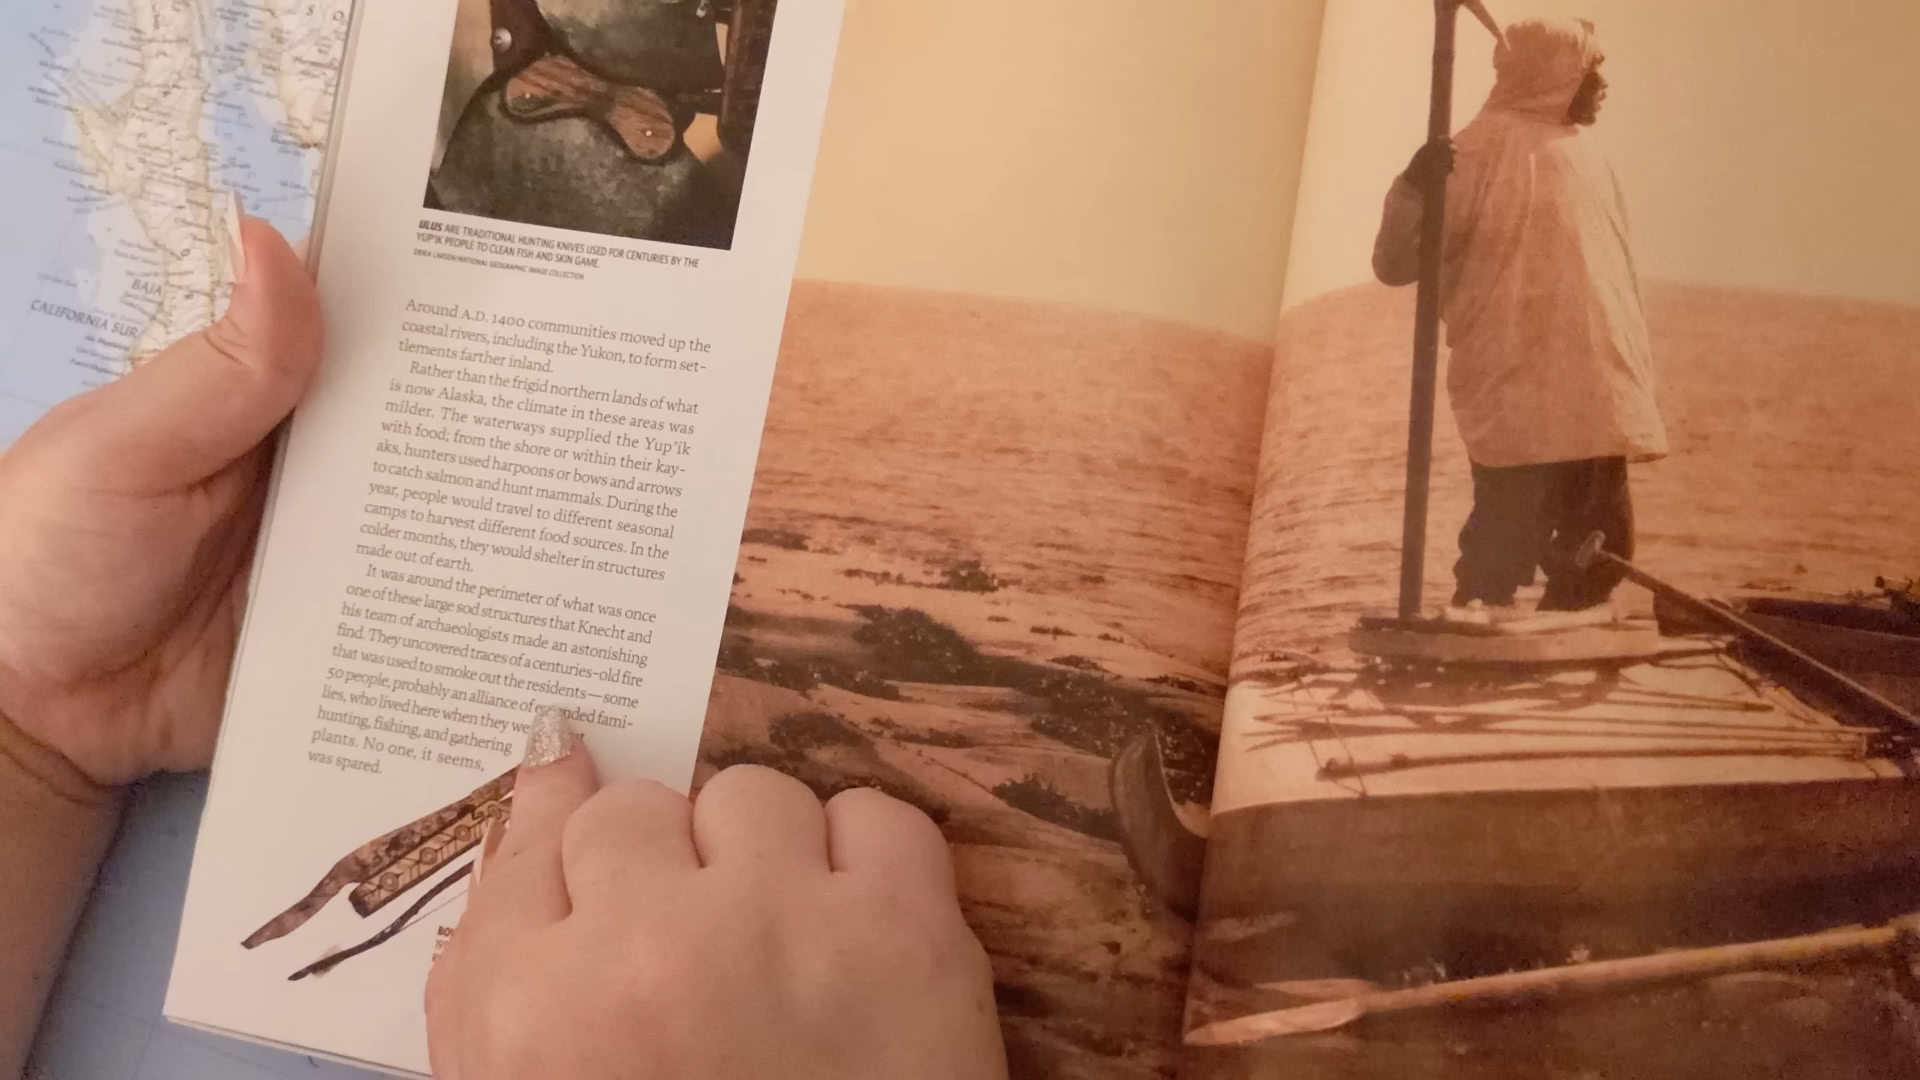 BAJA
CALIFORNIA SUR
ULUS ARE TRADITIONAL HUNTING KNIVES USED FOR CENTURIES BY THE
YUP'IK PEOPLE TO CLEAN FISH AND SKIN GAME.
ERIKA LARSEN/NATIONAL GEOGRAPHIC IMAGE COLLECTION
Around A.D. 1400 communities moved up the
coastal rivers, including the Yukon, to form set-
tlements farther inland.
Rather than the frigid northern lands of what
is now Alaska, the climate in these areas was
milder. The waterways supplied the Yup'ik
with food; from the shore or within their kay-
aks, hunters used harpoons or bows and arrows
to catch salmon and hunt mammals. During the
year, people would travel to different seasonal
camps to harvest different food sources. In the
colder months, they would shelter in structures
made out of earth.
It was around the perimeter of what was once
one of these large sod structures that Knecht and
his team of archaeologists made an astonishing
find. They uncovered traces of a centuries-old fire
that was used to smoke out the residents—some
50 people, probably an alliance of fami-
lies, who lived here when they
hunting, fishing, and gathering
plants. No one, it seems,
was spared.